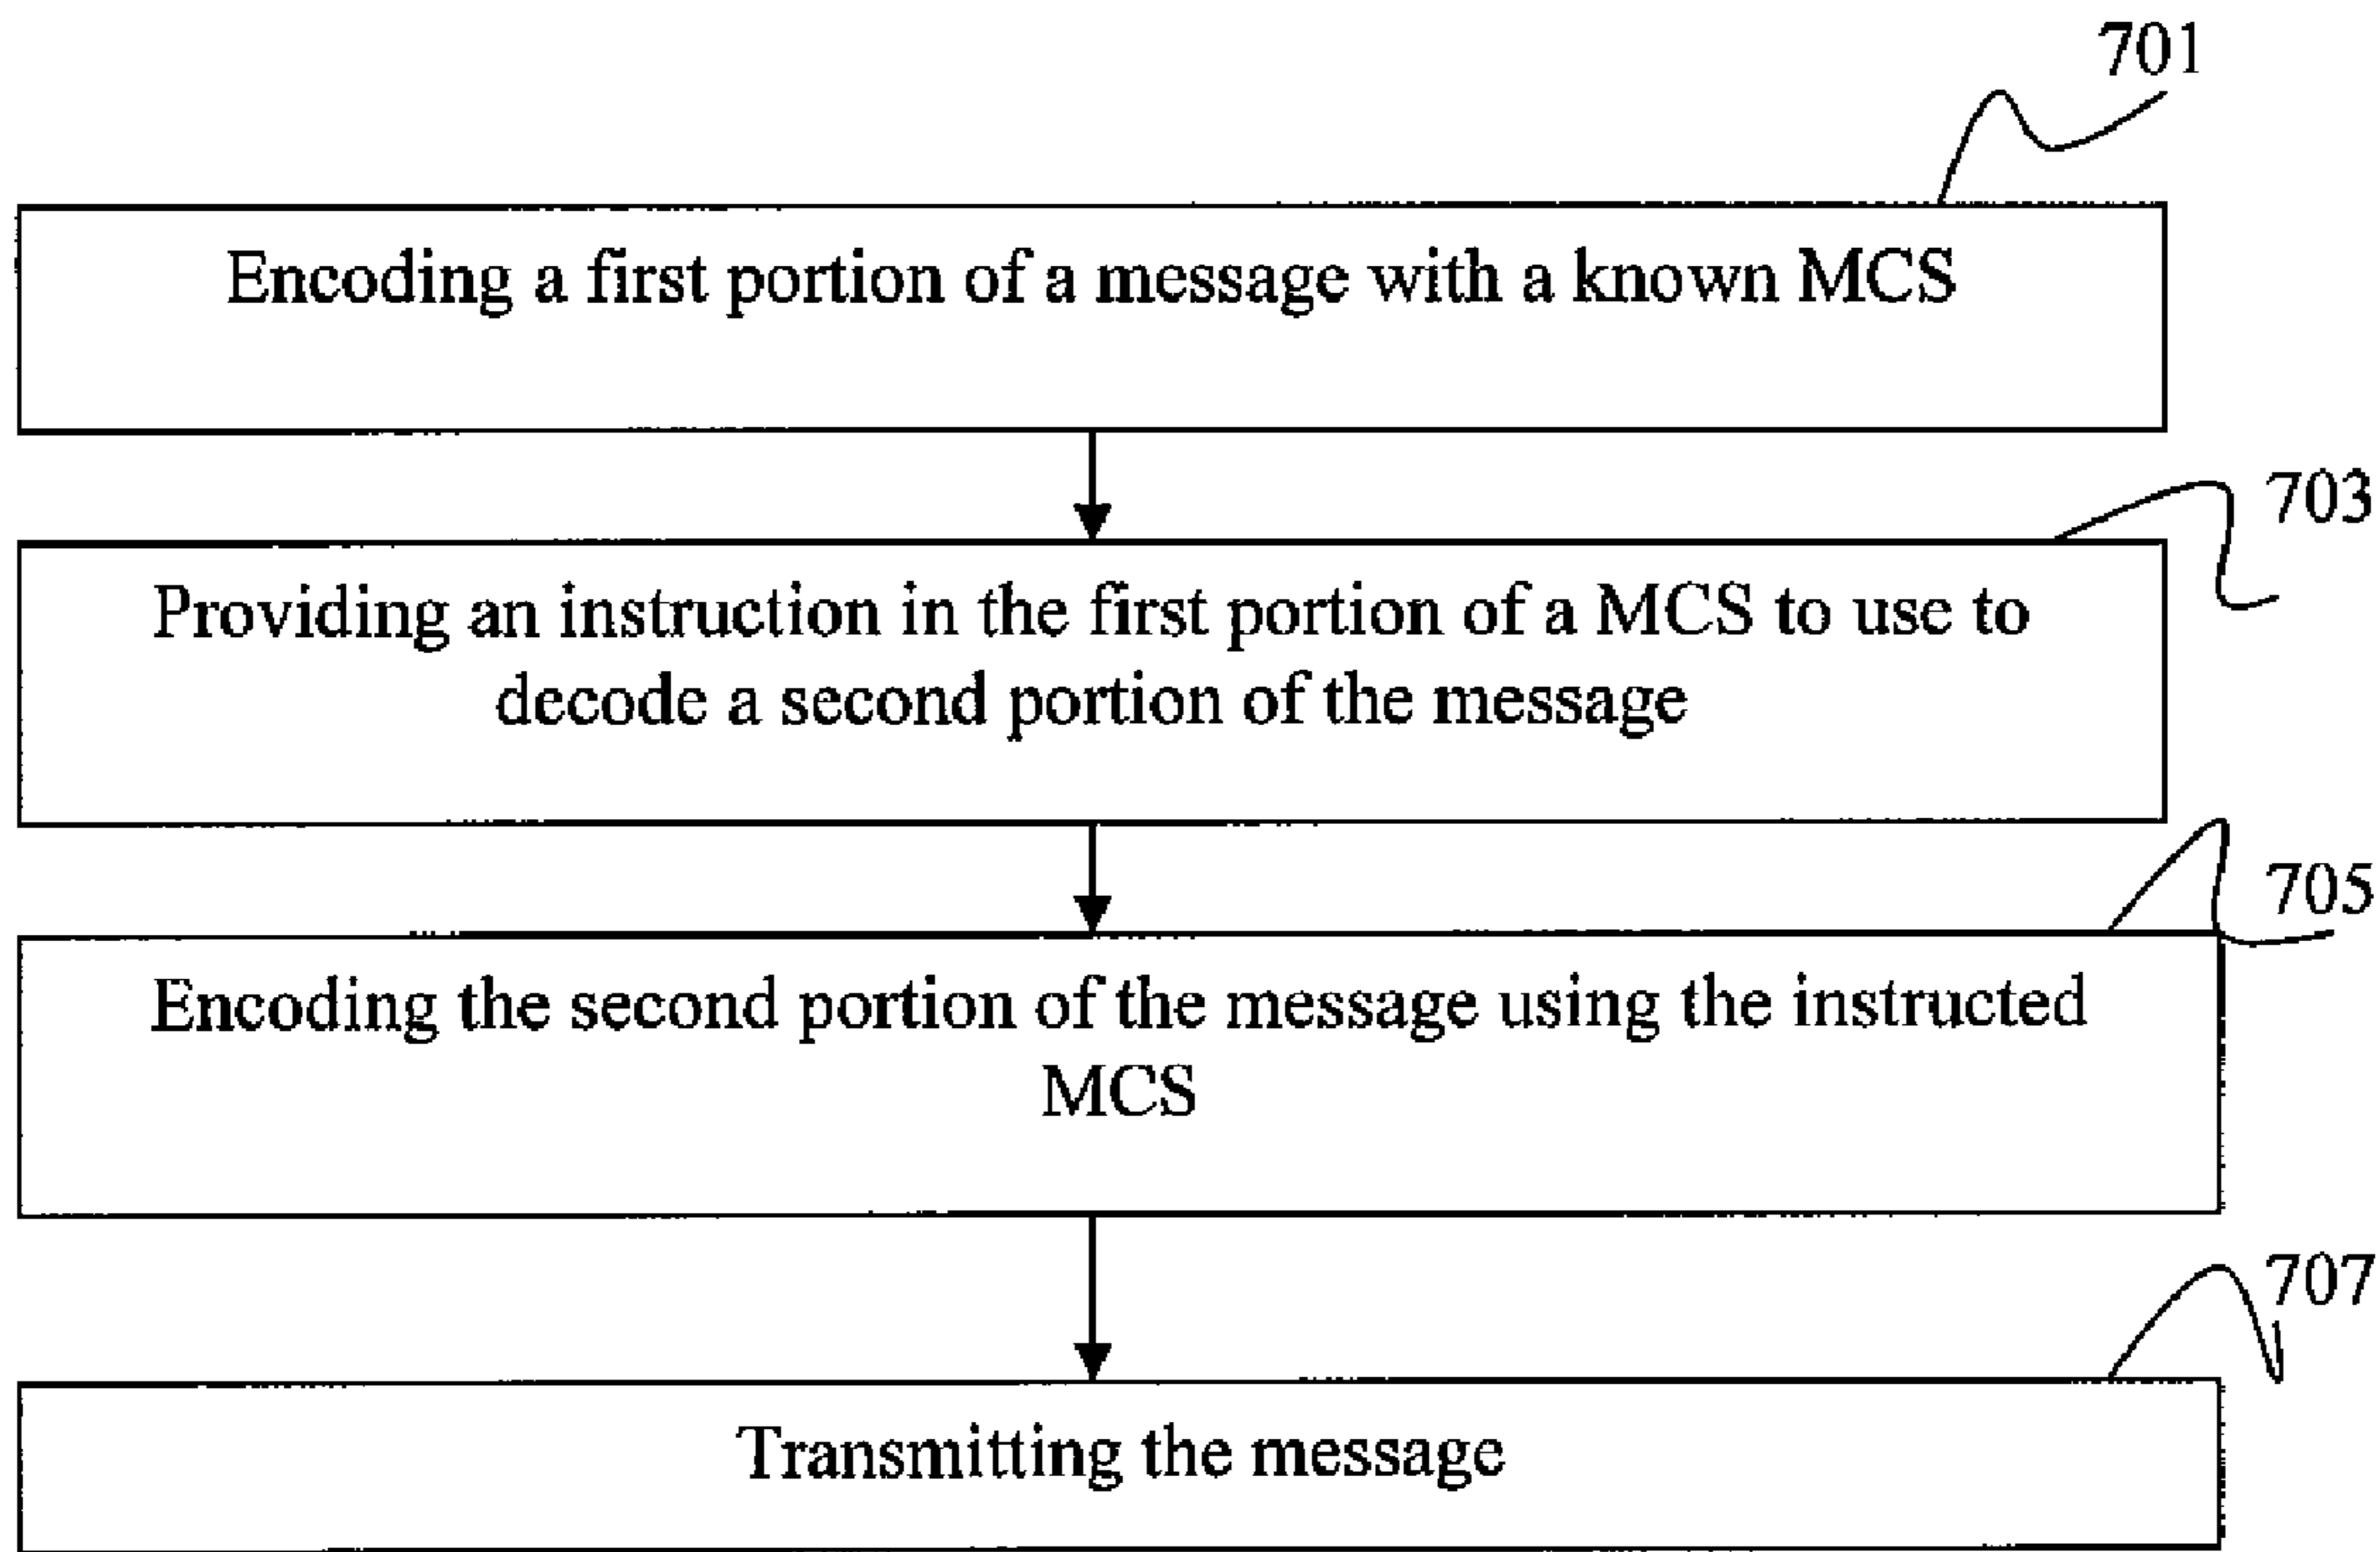 701
Encoding a first portion of a message with a known MCS
703
Providing an instruction in the first portion of a MCS to use to
decode a second portion of the message
705
Encoding the second portion of the message using the instructed
MCS
707
Transmitting the message